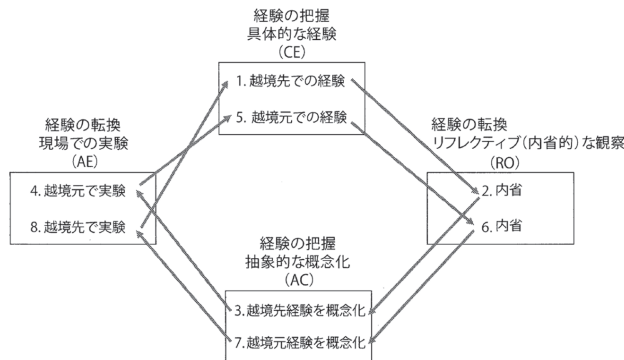 経験の把握
具体的な経験
(CE)
1. 越境先での経験
5. 越境元での経験
経験の転換
現場での実験
(AE)
4. 越境元で実験
8. 越境先で実験
経験の転換
リフレクティブ(内省的)な観察
(RO)
2. 内省
6. 内省
経験の把握
抽象的な概念化
(AC)
3. 越境先経験を概念化
7. 越境元経験を概念化